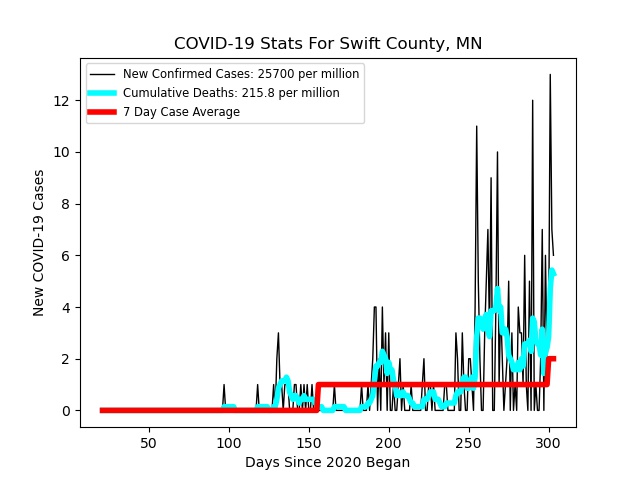 COVID-19 Stats For Swift County, MN
New Confirmed Cases: 25700 per million
Cumulative Deaths: 215.8 per million
7 Day Case Average
New COVID-19 Cases
12
10
8
6
4
2
0
50 100 150 200 250 300
Days Since 2020 Began